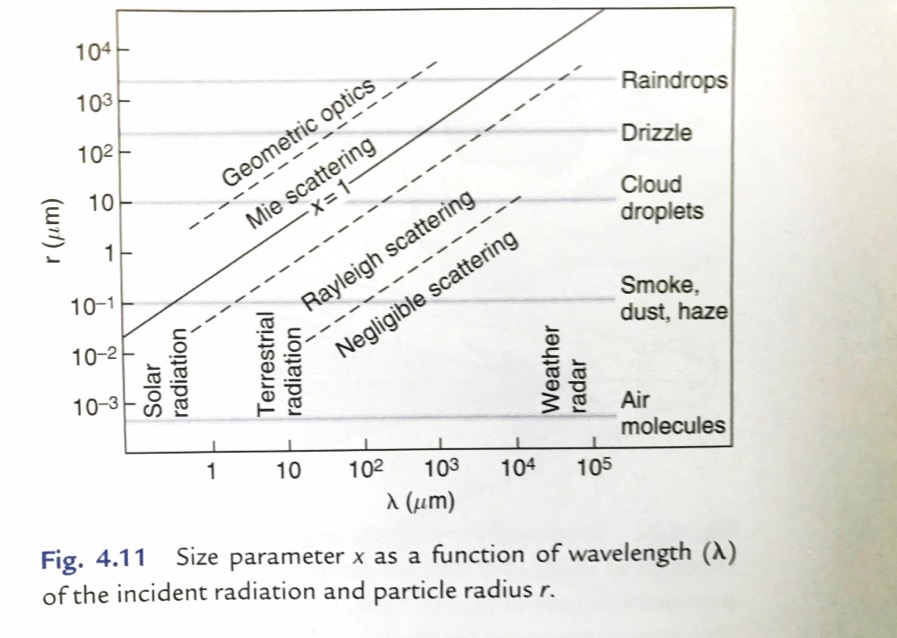 10⁴
10³
10²
10
1
10⁻¹
10⁻²
10⁻³
r (μm)
Geometric optics
Mie scattering
x = 1
Rayleigh scattering
Negligible scattering
Solar
radiation
Terrestrial
radiation
Weather
radar
Raindrops
Drizzle
Cloud
droplets
Smoke,
dust, haze
Air
molecules
1 10 10² 10³ 10⁴ 10⁵
λ (μm)
Fig. 4.11 Size parameter x as a function of wavelength (λ)
of the incident radiation and particle radius r.